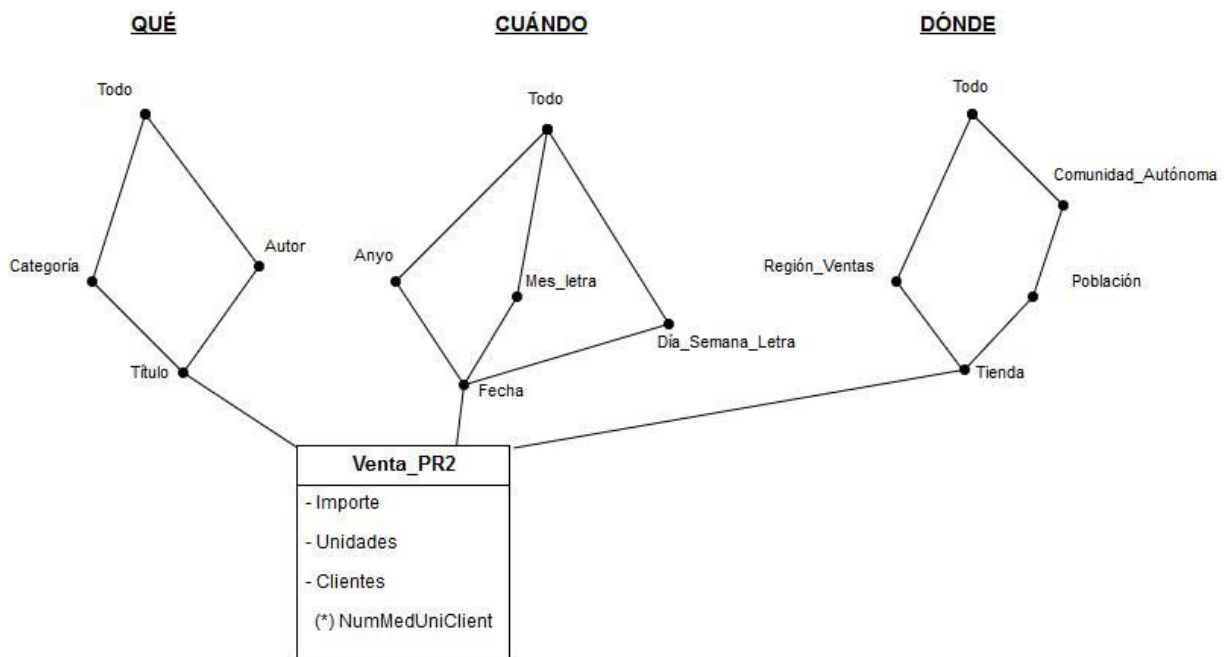 QUÉ
CUÁNDO
DÓNDE
Todo
Todo
Todo
Comunidad_Autónoma
Categoría
Autor
Anyo
Mes_letra
Región_Ventas
Población
Día_Semana_Letra
Título
Fecha
Tienda
Venta_PR2
- Importe
- Unidades
- Clientes
(*) NumMedUniClient